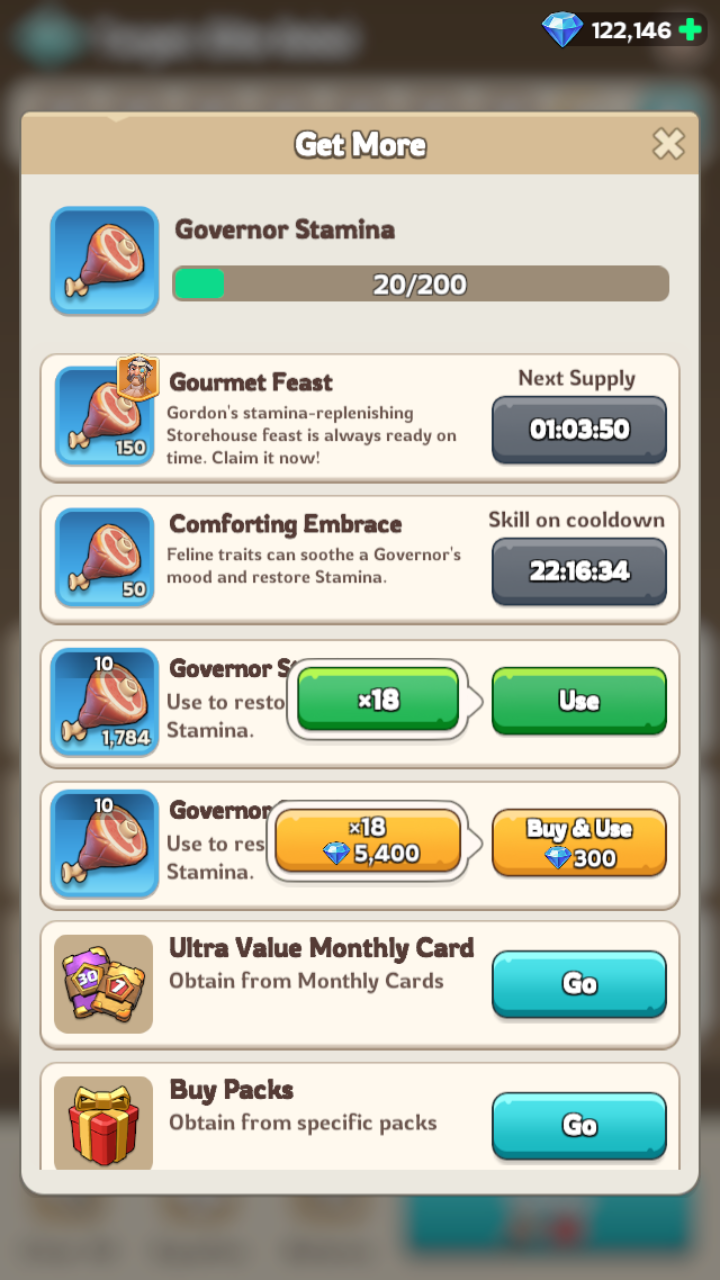 122,146
Get More
Governor Stamina
20/200
150
Gourmet Feast
Gordon's stamina-replenishing
Storehouse feast is always ready on
time. Claim it now!
Next Supply
01:03:50
50
Comforting Embrace
Feline traits can soothe a Governor's
mood and restore Stamina.
Skill on cooldown
22:16:34
10
1,784
Governor
Use to resto
Stamina.
×18
Use
10
Governor
Use to res
Stamina.
×18
5,400
Buy & Use
300
30
7
Ultra Value Monthly Card
Obtain from Monthly Cards
Go
Buy Packs
Obtain from specific packs
Go